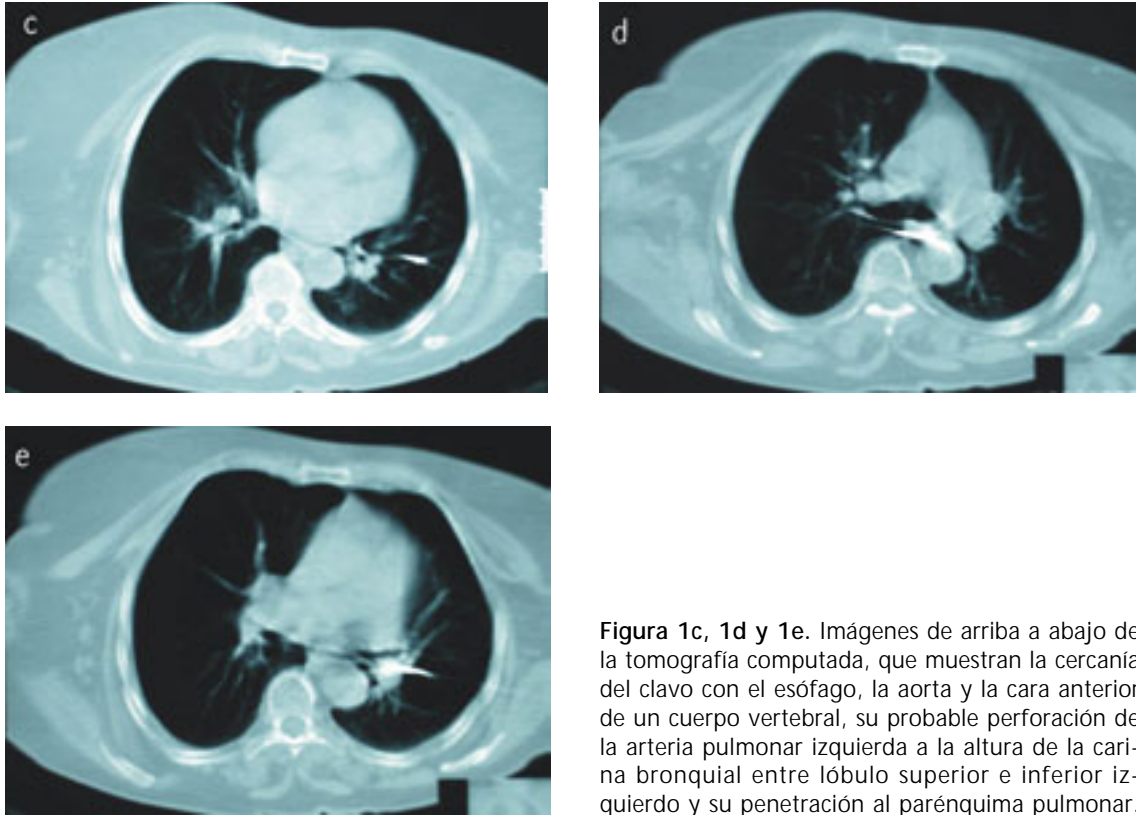 c
d
e
Figura 1c, 1d y 1e. Imágenes de arriba a abajo de
la tomografía computada, que muestran la cercanía
del clavo con el esófago, la aorta y la cara anterior
de un cuerpo vertebral, su probable perforación de
la arteria pulmonar izquierda a la altura de la cari-
na bronquial entre lóbulo superior e inferior iz-
quierdo y su penetración al parénquima pulmonar.